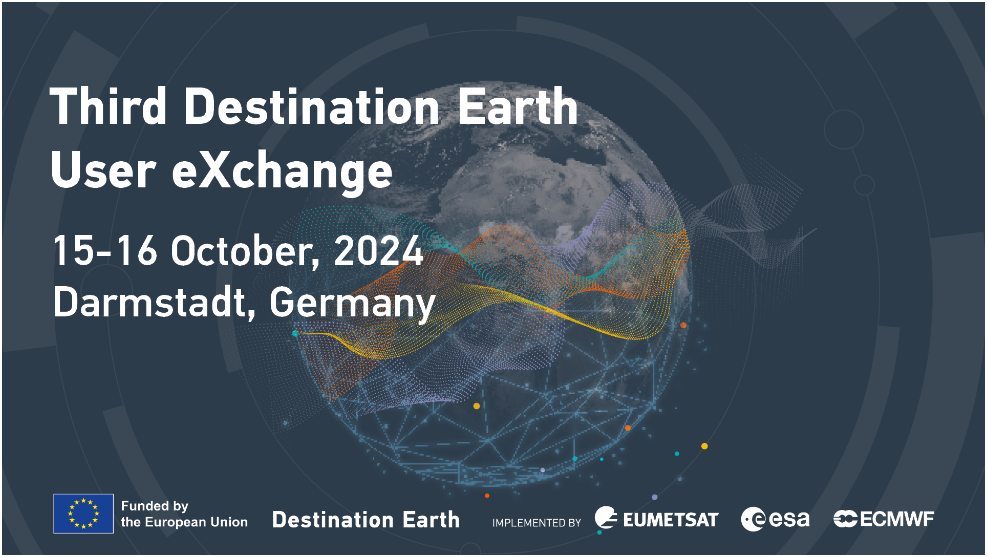 Third Destination Earth
User eXchange
15-16 October, 2024
Darmstadt, Germany
Funded by
the European Union
Destination Earth
IMPLEMENTED BY
EUMETSAT
esa
ECMWF